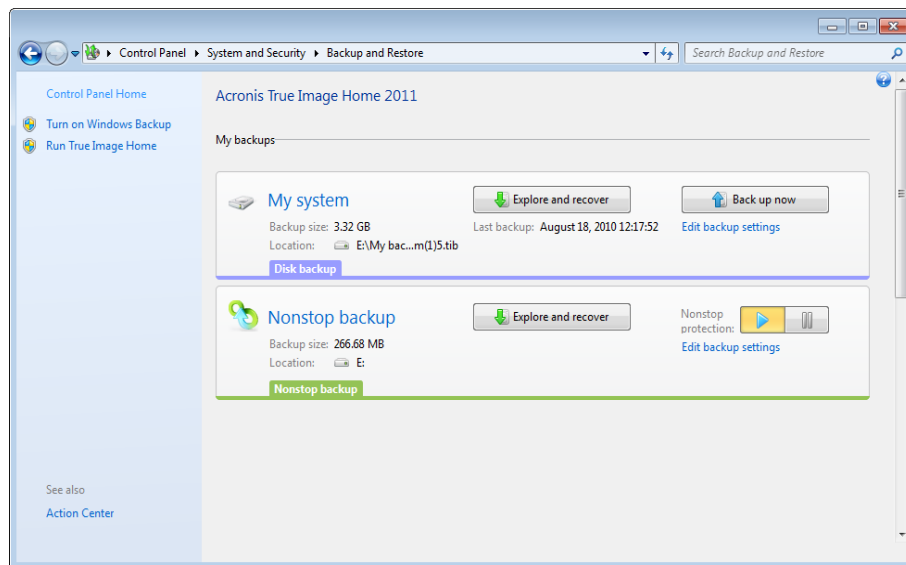 Control Panel System and Security Backup and Restore
Search Backup and Restore
Control Panel Home
Turn on Windows Backup
Run True Image Home
See also
Action Center
Acronis True Image Home 2011
My backups
My system
Explore and recover
Back up now
Backup size: 3.32 GB
Last backup: August 18, 2010 12:17:52
Edit backup settings
Location: E:\My bac...m(1)5.tib
Disk backup
Nonstop backup
Explore and recover
Nonstop
protection:
Backup size: 266.68 MB
Edit backup settings
Location: E:
Nonstop backup